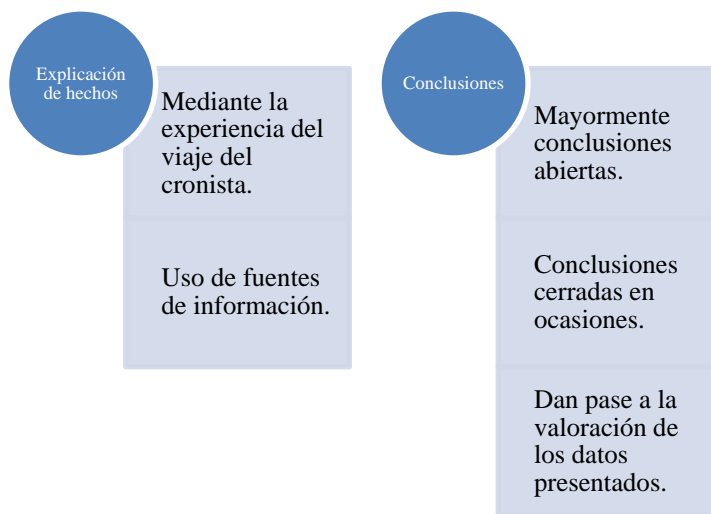 Explicación
de hechos
Mediante la
experiencia del
viaje del
cronista.
Uso de fuentes
de información.
Conclusiones
Mayormente
conclusiones
abiertas.
Conclusiones
cerradas en
ocasiones.
Dan pase a la
valoración de
los datos
presentados.